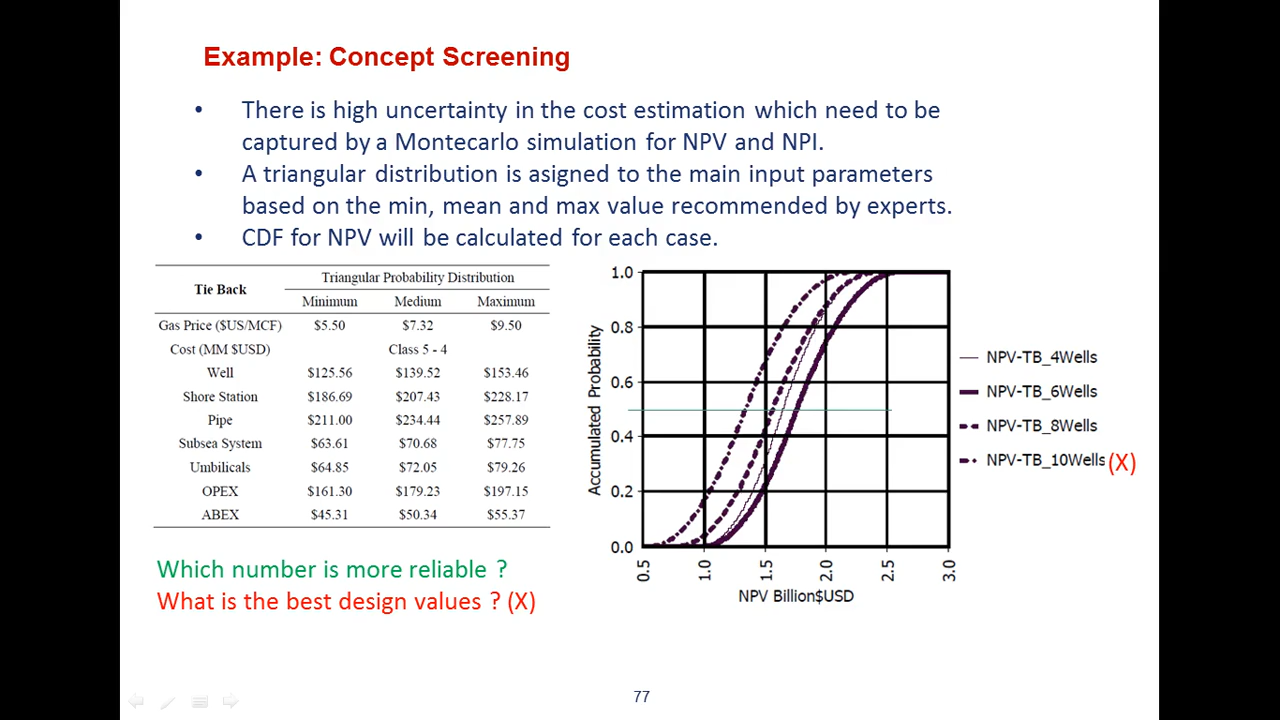 Example: Concept Screening
• There is high uncertainty in the cost estimation which need to be
captured by a Montecarlo simulation for NPV and NPI.
• A triangular distribution is asigned to the main input parameters
based on the min, mean and max value recommended by experts.
• CDF for NPV will be calculated for each case.
Tie Back
Triangular Probability Distribution
Minimum Medium Maximum
Gas Price ($US/MCF) $5.50 $7.32 $9.50
Cost (MM $USD) Class 5 - 4
Well $125.56 $139.52 $153.46
Shore Station $186.69 $207.43 $228.17
Pipe $211.00 $234.44 $257.89
Subsea System $63.61 $70.68 $77.75
Umbilicals $64.85 $72.05 $79.26
OPEX $161.30 $179.23 $197.15
ABEX $45.31 $50.34 $55.37
Accumulated Probability
1.0
0.8
0.6
0.4
0.2
0.0
0.5 1.0 1.5 2.0 2.5 3.0
NPV Billion$USD
NPV-TB_4Wells
NPV-TB_6Wells
NPV-TB_8Wells
NPV-TB_10Wells (X)
Which number is more reliable ?
What is the best design values ? (X)
77